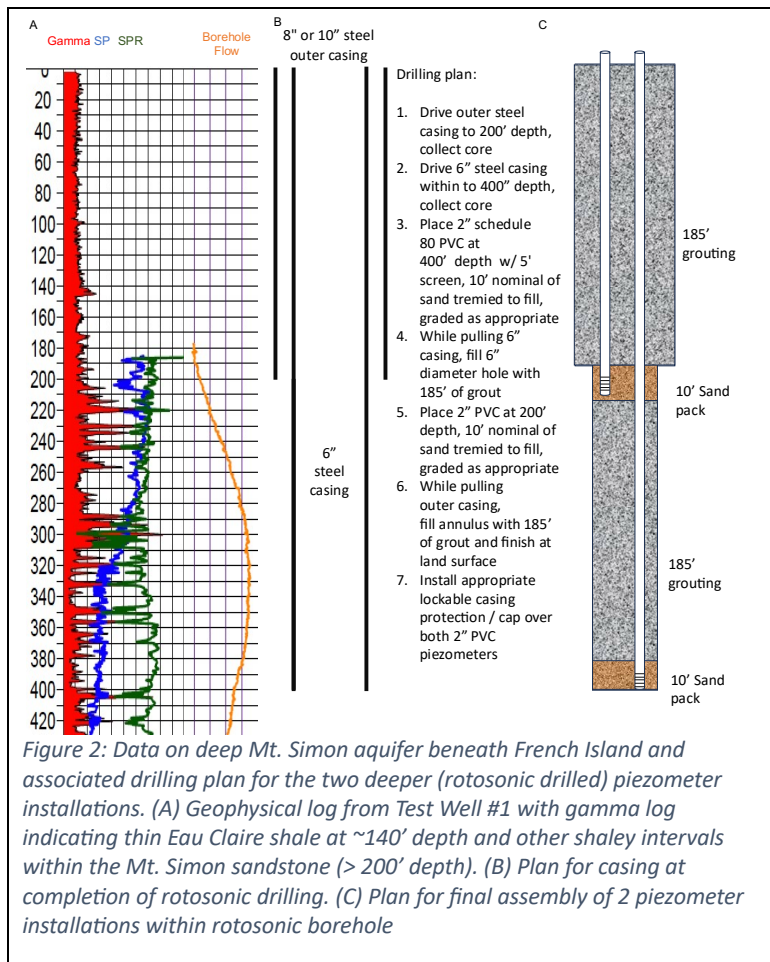 A
Gamma SP SPR
Borehole
Flow
0
20
40
60
80
100
120
140
160
180
200
220
240
260
280
300
320
340
360
380
400
420
B
8" or 10" steel
outer casing
6”
steel
casing
Drilling plan:
1. Drive outer steel
casing to 200’ depth,
collect core
2. Drive 6” steel casing
within to 400” depth,
collect core
3. Place 2” schedule
80 PVC at
400’ depth w/ 5'
screen, 10’ nominal of
sand tremied to fill,
graded as appropriate
4. While pulling 6”
casing, fill 6”
diameter hole with
185’ of grout
5. Place 2” PVC at 200’
depth, 10’ nominal of
sand tremied to fill,
graded as appropriate
6. While pulling
outer casing,
fill annulus with 185’
of grout and finish at
land surface
7. Install appropriate
lockable casing
protection / cap over
both 2” PVC
piezometers
C
185’
grouting
10’ Sand
pack
185’
grouting
10’ Sand
pack
Figure 2: Data on deep Mt. Simon aquifer beneath French Island and
associated drilling plan for the two deeper (rotosonic drilled) piezometer
installations. (A) Geophysical log from Test Well #1 with gamma log
indicating thin Eau Claire shale at ~140’ depth and other shaley intervals
within the Mt. Simon sandstone (> 200’ depth). (B) Plan for casing at
completion of rotosonic drilling. (C) Plan for final assembly of 2 piezometer
installations within rotosonic borehole